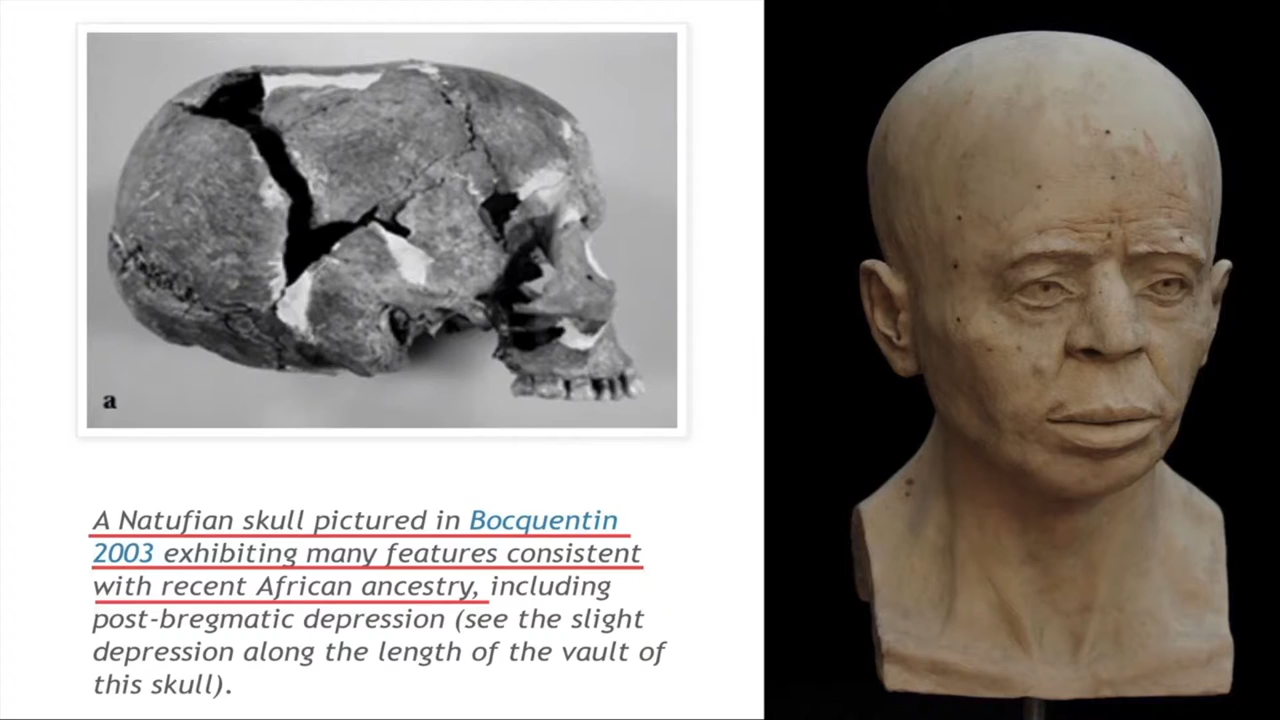 a
A Natufian skull pictured in Bocquentin
2003 exhibiting many features consistent
with recent African ancestry, including
post-bregmatic depression (see the slight
depression along the length of the vault of
this skull).